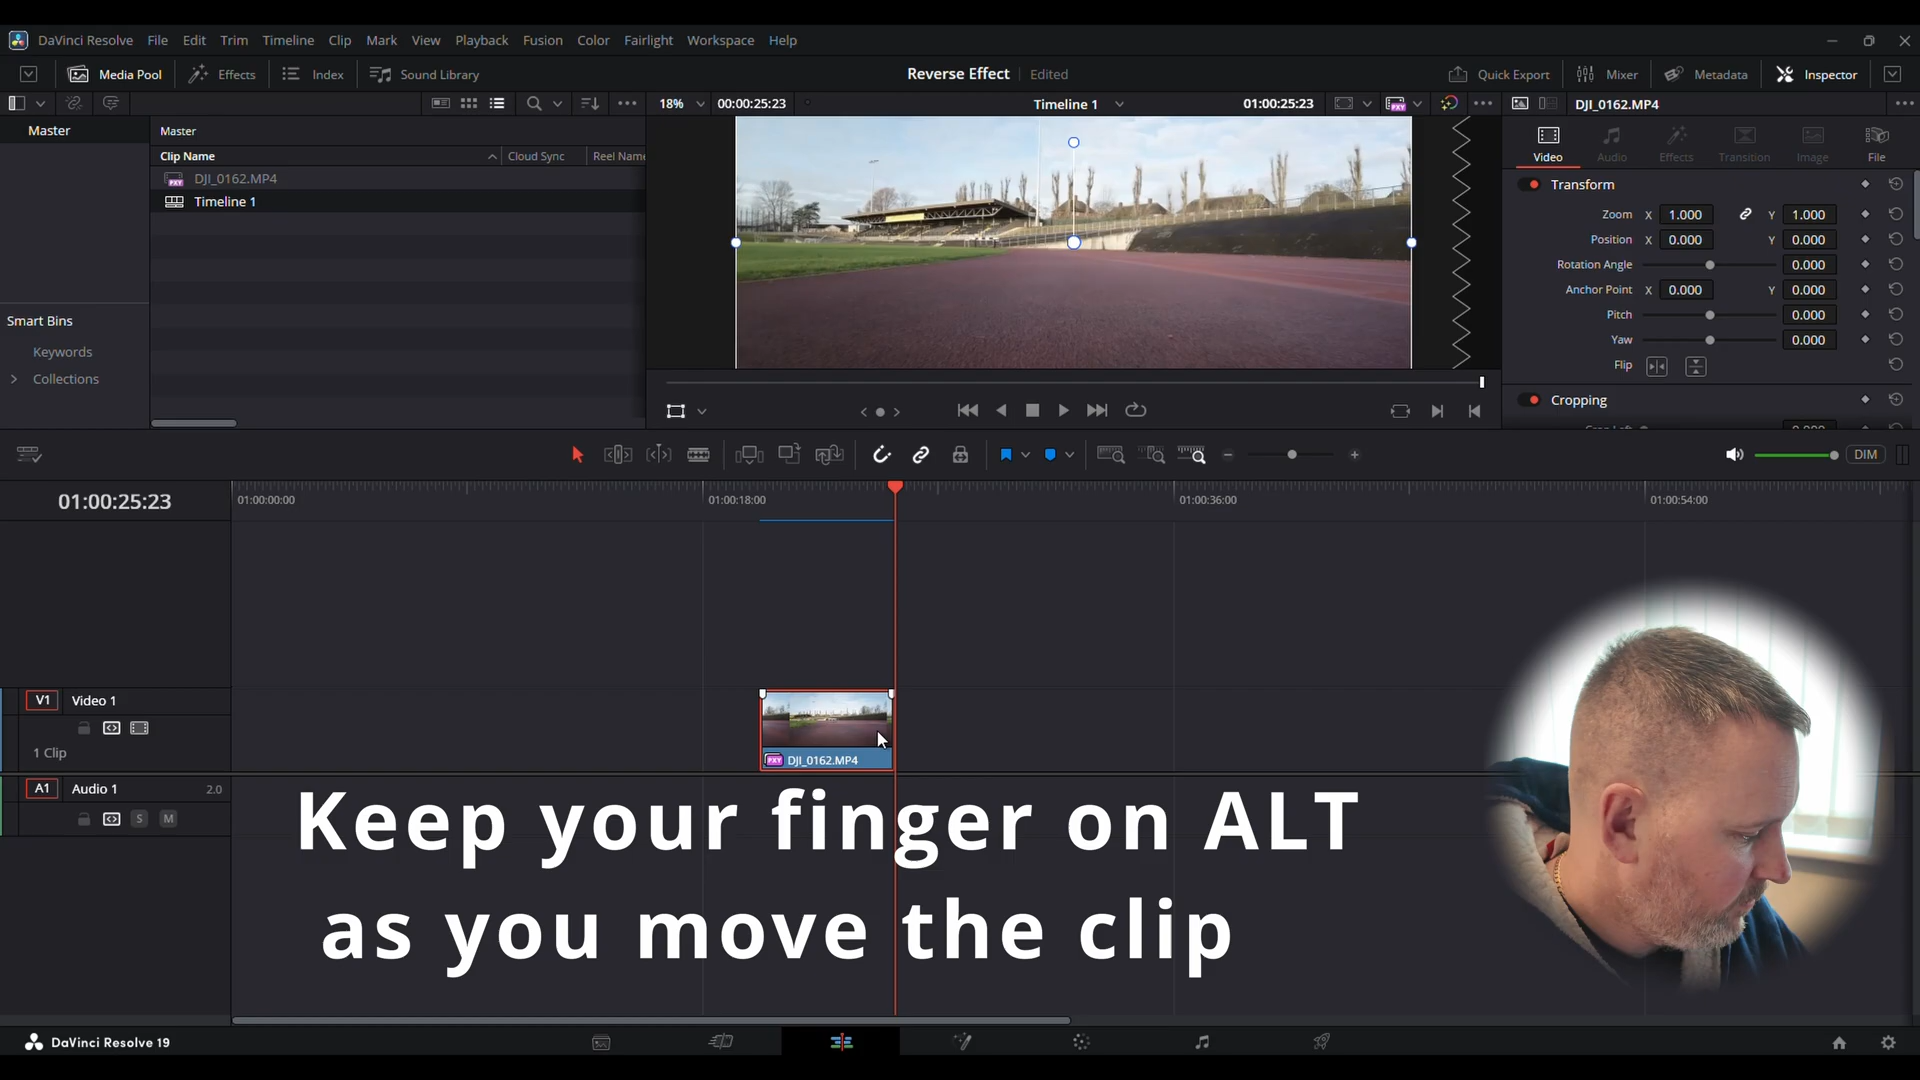 DaVinci Resolve File Edit Trim Timeline Clip Mark View Playback Fusion Color Fairlight Workspace Help
Media Pool Effects Index Sound Library Reverse Effect Edited Quick Export Mixer Metadata Inspector
18% 00:00:25:23 Timeline 1 01:00:25:23 DJI_0162.MP4
Master Master
Clip Name Cloud Sync Reel Name
DJI_0162.MP4
Timeline 1
Smart Bins
Keywords
Collections
Video Audio Effects Transition Image File
Transform
Zoom X 1.000 Y 1.000
Position X 0.000 Y 0.000
Rotation Angle 0.000
Anchor Point X 0.000 Y 0.000
Pitch 0.000
Yaw 0.000
Flip
Cropping
DIM
01:00:25:23 01:00:00:00 01:00:18:00 01:00:36:00 01:00:54:00
V1 Video 1
1 Clip
PXY DJI_0162.MP4
A1 Audio 1 2.0
S M
Keep your finger on ALT
as you move the clip
DaVinci Resolve 19